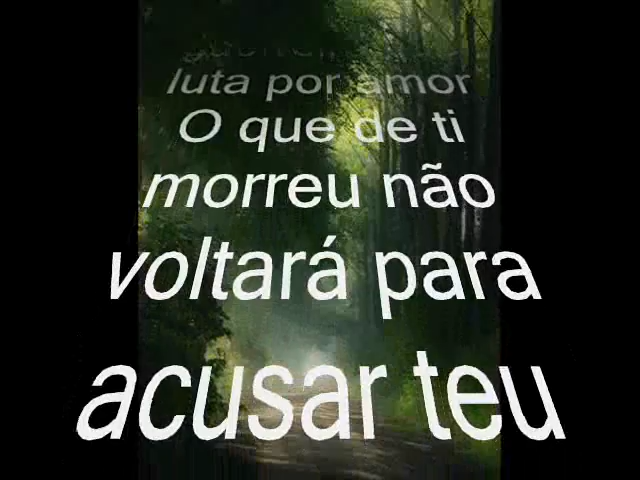 luta por amor
O que de ti
morreu não
voltará para
acusar teu